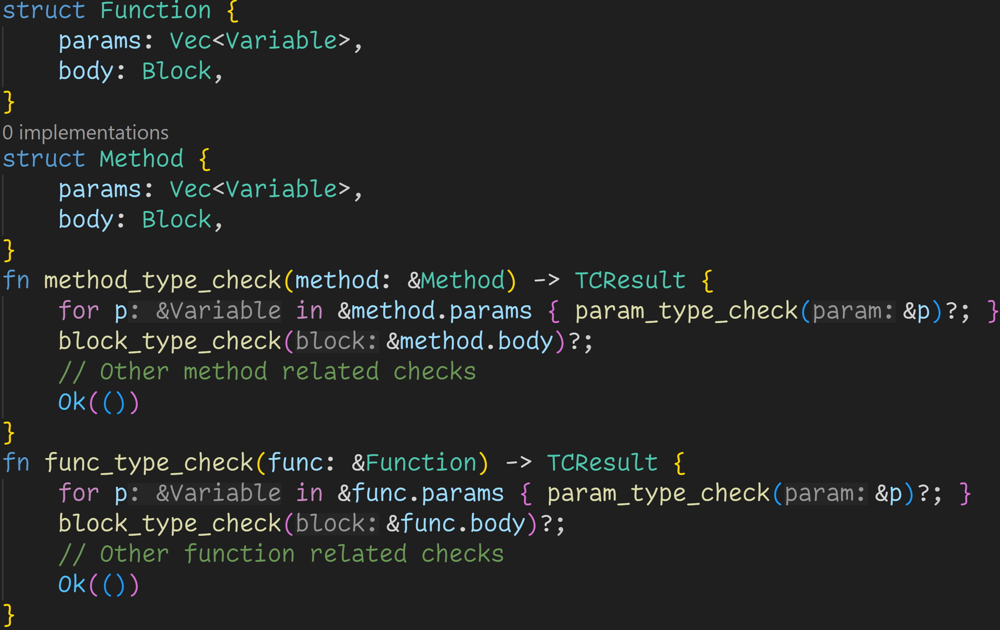 struct Function {
    params: Vec<Variable>,
    body: Block,
}
0 implementations
struct Method {
    params: Vec<Variable>,
    body: Block,
}
fn method_type_check(method: &Method) -> TCResult {
    for p: &Variable in &method.params { param_type_check(param: &p)?; }
    block_type_check(block: &method.body)?;
    // Other method related checks
    Ok(())
}
fn func_type_check(func: &Function) -> TCResult {
    for p: &Variable in &func.params { param_type_check(param: &p)?; }
    block_type_check(block: &func.body)?;
    // Other function related checks
    Ok(())
}